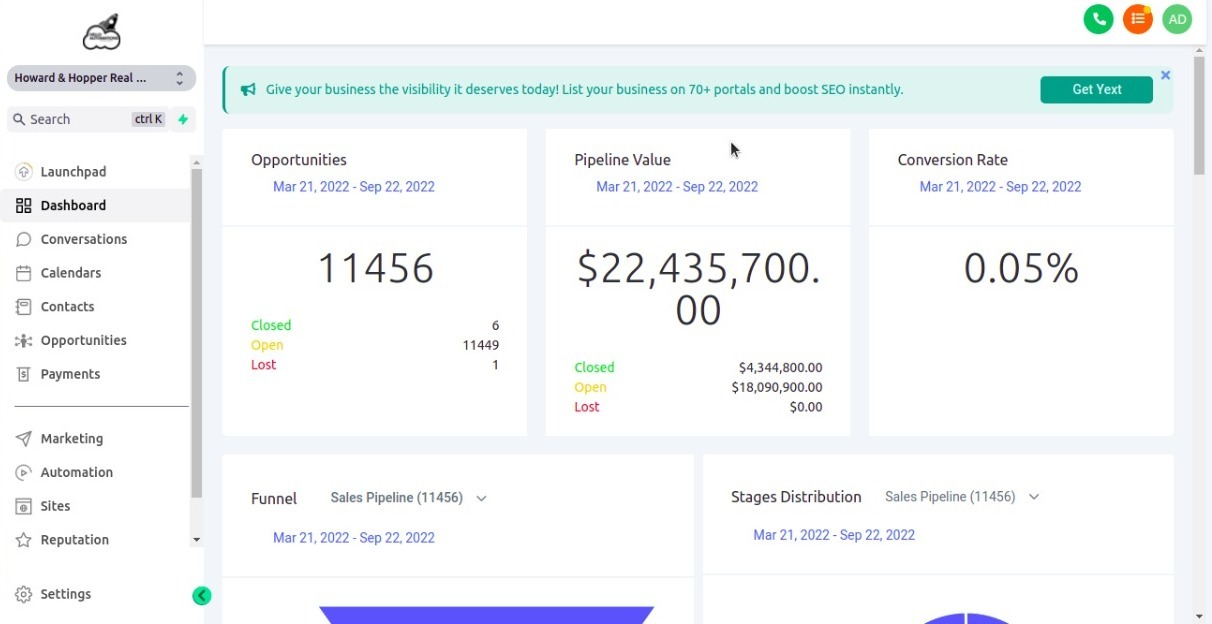 Howard & Hopper Real ...
Search
ctrl K
Launchpad
Dashboard
Conversations
Calendars
Contacts
Opportunities
Payments
Marketing
Automation
Sites
Reputation
Settings
AD
Give your business the visibility it deserves today! List your business on 70+ portals and boost SEO instantly.
Get Yext
Opportunities
Mar 21, 2022 - Sep 22, 2022
11456
Closed 6
Open 11449
Lost 1
Pipeline Value
Mar 21, 2022 - Sep 22, 2022
$22,435,700.
00
Closed $4,344,800.00
Open $18,090,900.00
Lost $0.00
Conversion Rate
Mar 21, 2022 - Sep 22, 2022
0.05%
Funnel Sales Pipeline (11456)
Mar 21, 2022 - Sep 22, 2022
Stages Distribution Sales Pipeline (11456)
Mar 21, 2022 - Sep 22, 2022